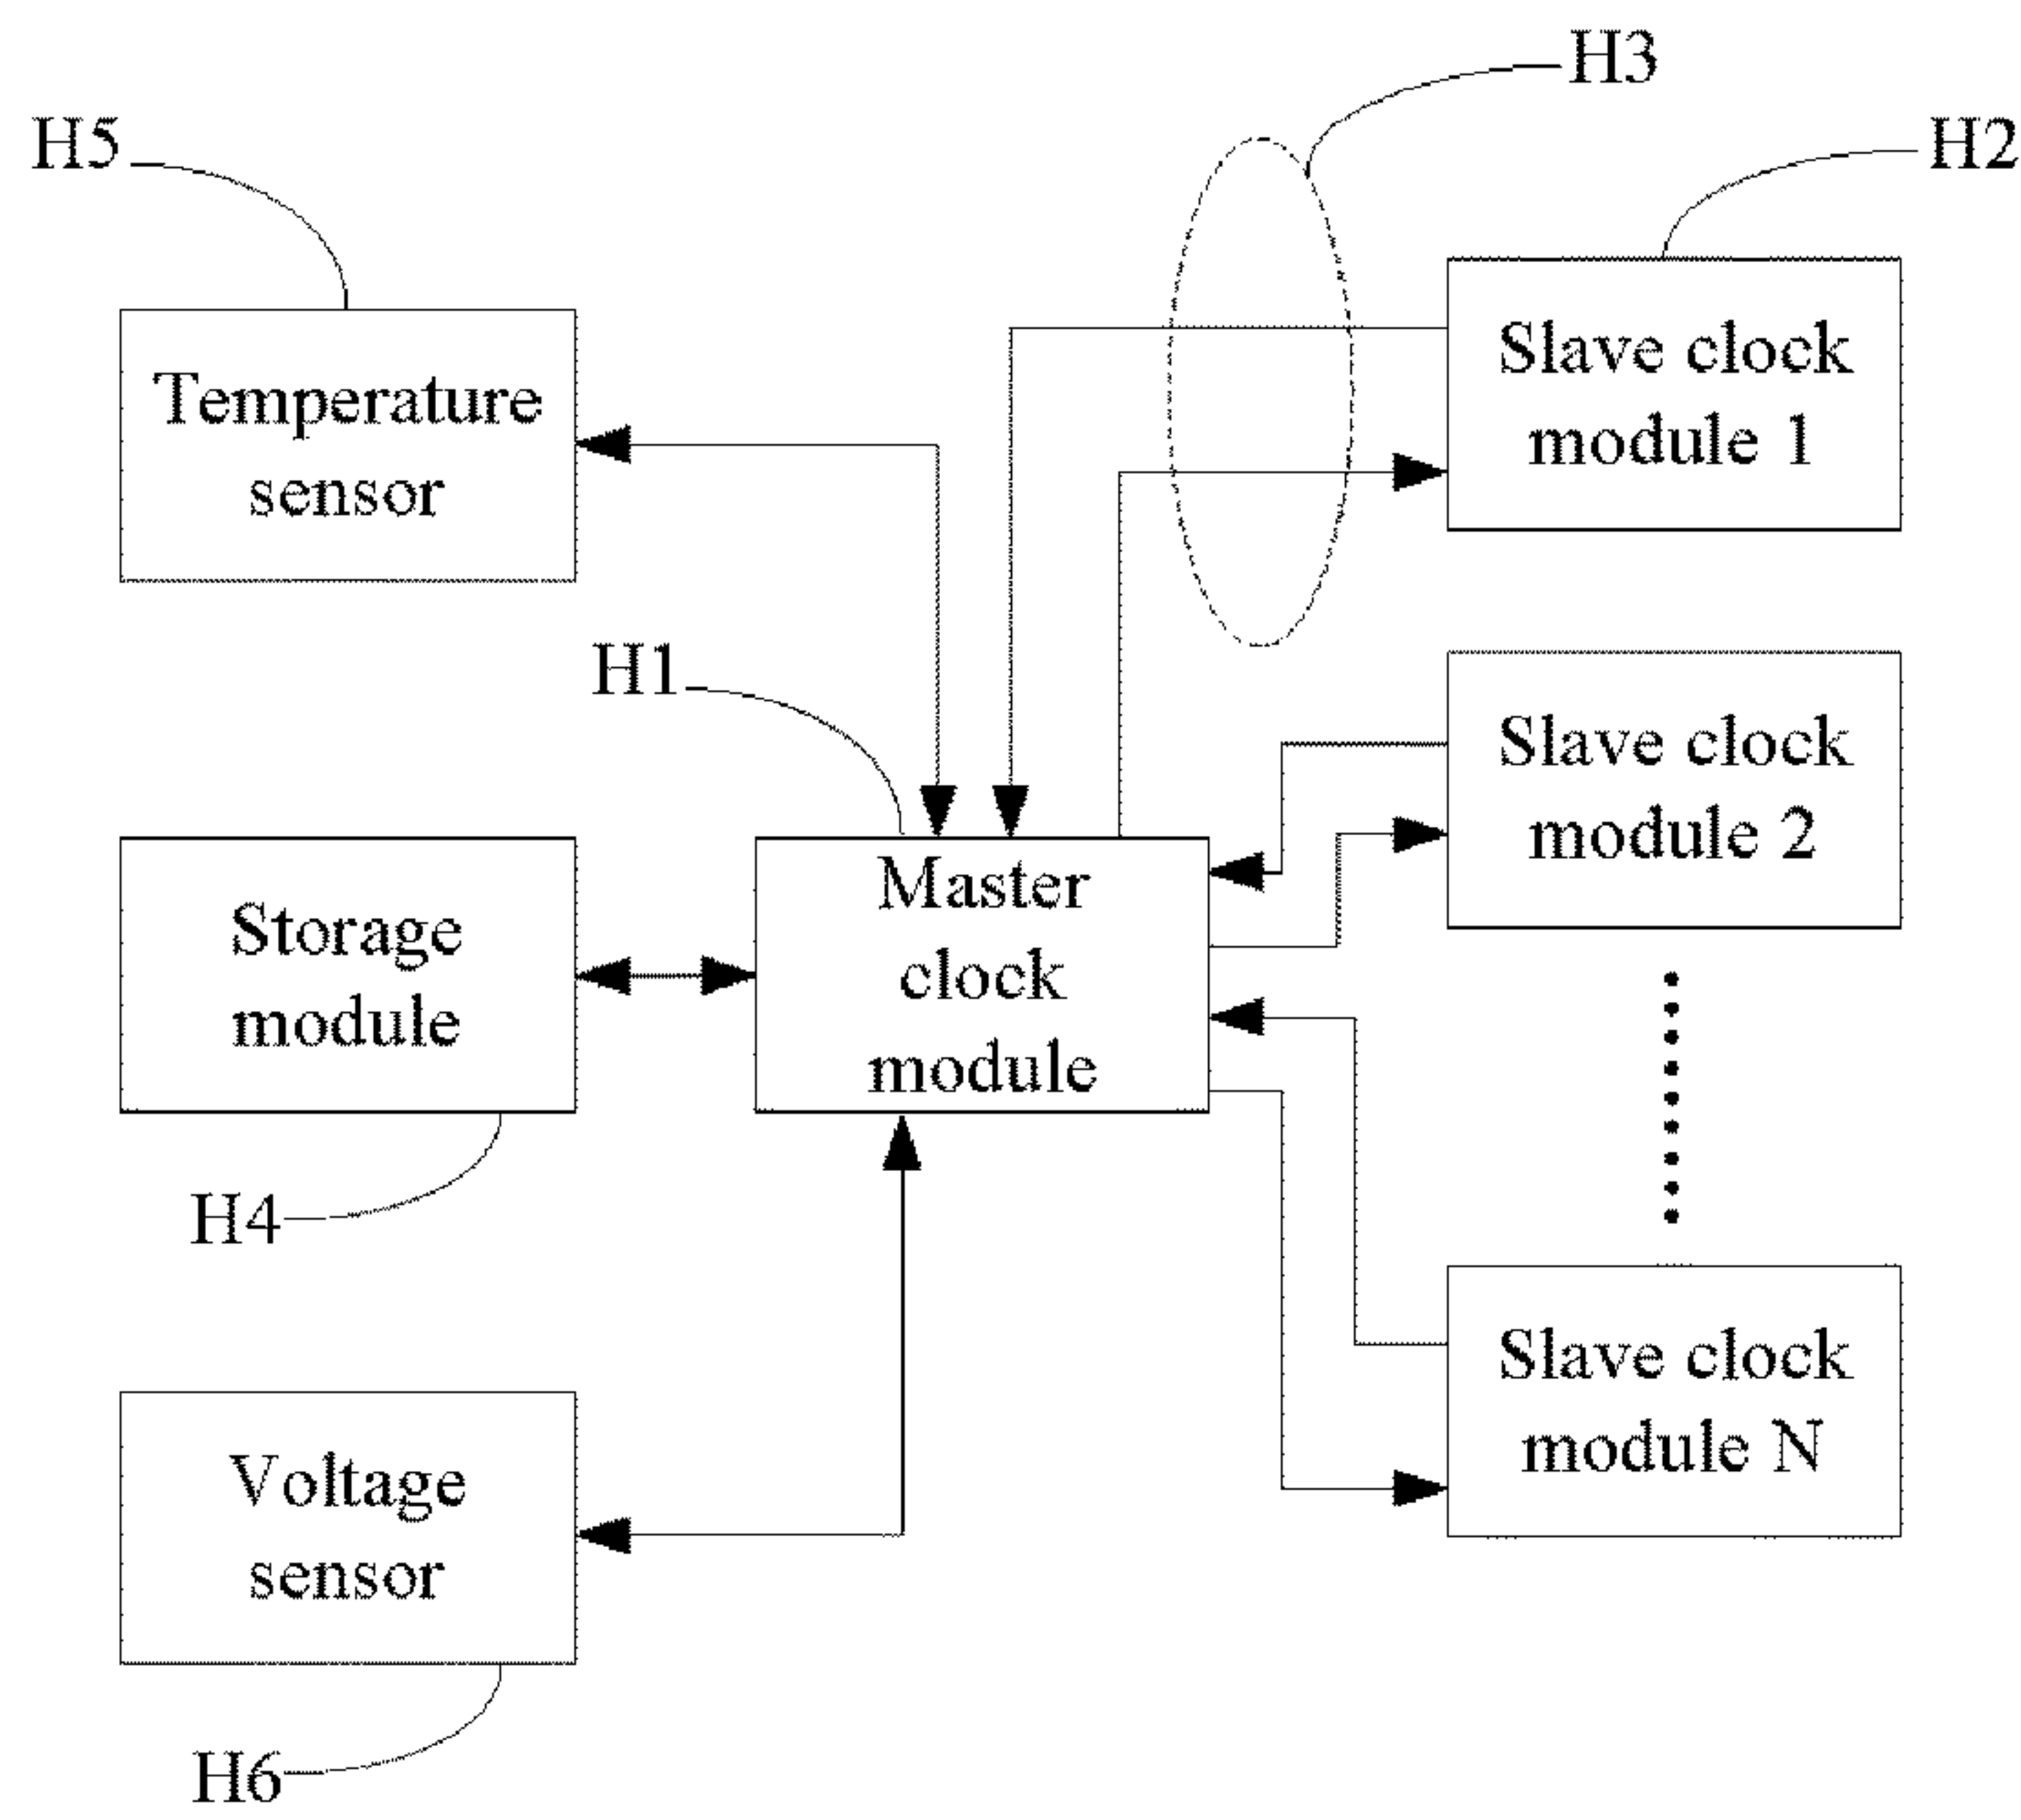 H3
H5
H2
Temperature
sensor
Slave clock
module 1
H1
Slave clock
module 2
Storage
module
Master
clock
module
H4
Slave clock
module N
Voltage
sensor
H6